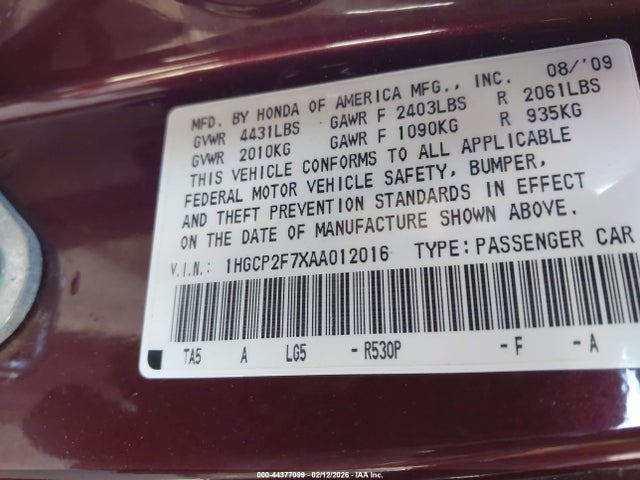 MFD. BY HONDA OF AMERICA MFG., INC. 08/'09
GVWR 4431LBS GAWR F 2403LBS R 2061LBS
GVWR 2010KG GAWR F 1090KG R 935KG
THIS VEHICLE CONFORMS TO ALL APPLICABLE
FEDERAL MOTOR VEHICLE SAFETY, BUMPER,
AND THEFT PREVENTION STANDARDS IN EFFECT
ON THE DATE OF MANUFACTURE SHOWN ABOVE.
V.I.N.: 1HGCP2F7XAA012016 TYPE:PASSENGER CAR
TA5 A LG5 -R530P -F -A
000-44377099 - 02/12/2026 - IAA Inc.